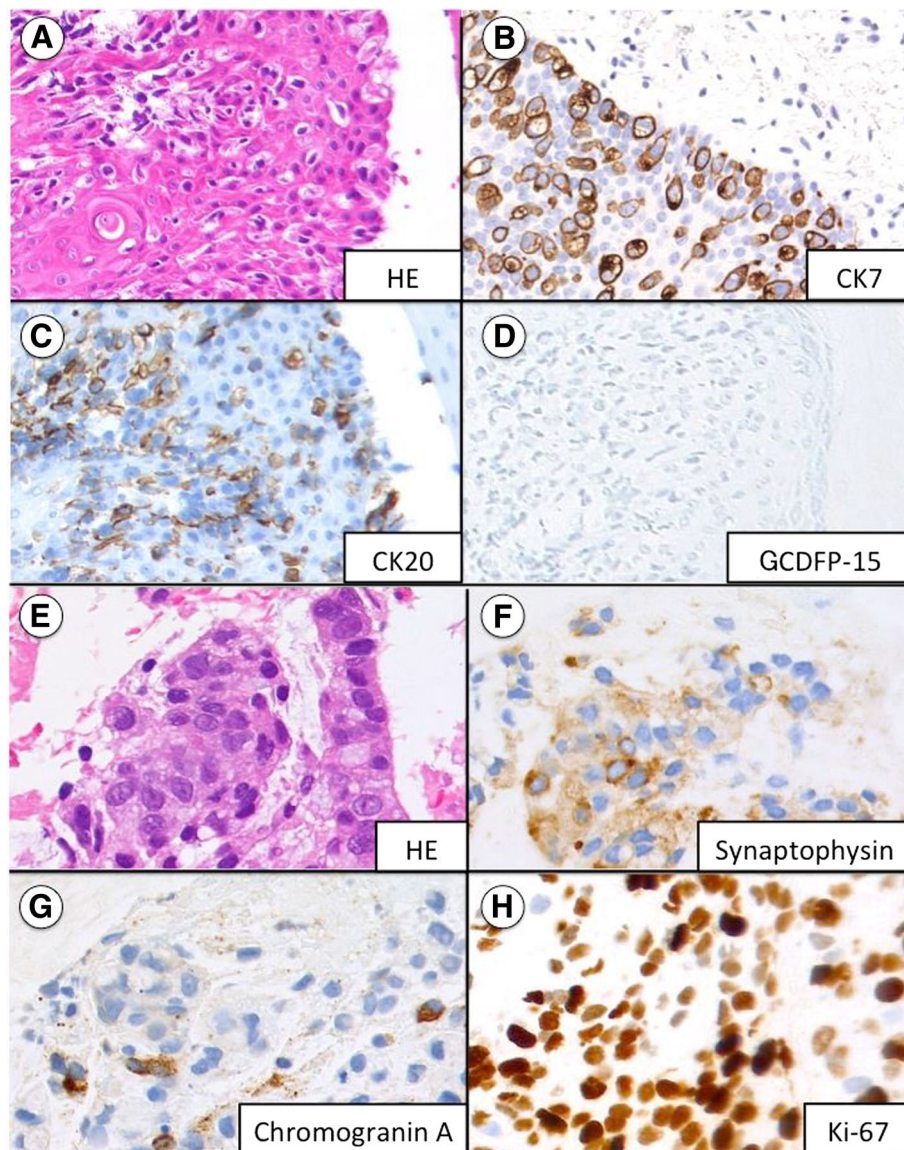 A
HE
B
CK7
C
CK20
D
GCDFP-15
E
HE
F
Synaptophysin
G
Chromogranin A
H
Ki-67